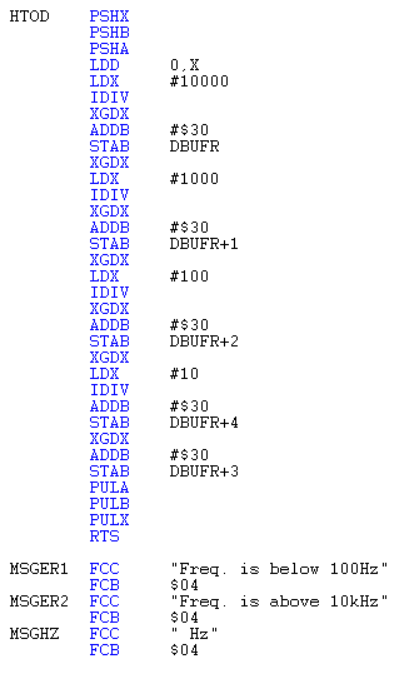 HTOD PSHX
PSHB
PSHA
LDD 0,X
LDX #10000
IDIV
XGDX
ADDB #$30
STAB DBUFR
XGDX
LDX #1000
IDIV
XGDX
ADDB #$30
STAB DBUFR+1
XGDX
LDX #100
IDIV
XGDX
ADDB #$30
STAB DBUFR+2
XGDX
LDX #10
IDIV
ADDB #$30
STAB DBUFR+4
XGDX
ADDB #$30
STAB DBUFR+3
PULA
PULB
PULX
RTS
MSGER1 FCC "Freq. is below 100Hz"
FCB $04
MSGER2 FCC "Freq. is above 10kHz"
FCB $04
MSGHZ FCC " Hz"
FCB $04